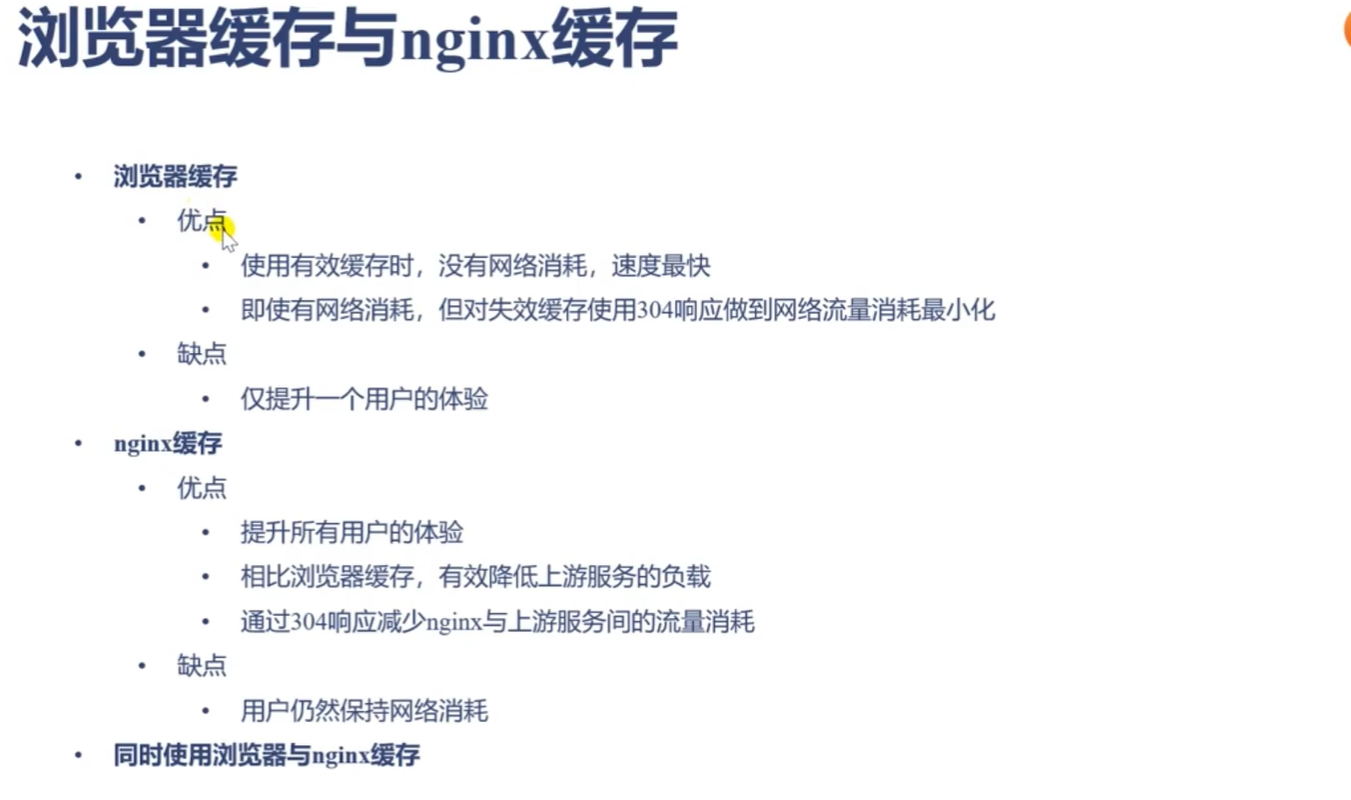 浏览器缓存与nginx缓存
• 浏览器缓存
• 优点
• 使用有效缓存时，没有网络消耗，速度最快
• 即使有网络消耗，但对失效缓存使用304响应做到网络流量消耗最小化
• 缺点
• 仅提升一个用户的体验
• nginx缓存
• 优点
• 提升所有用户的体验
• 相比浏览器缓存，有效降低上游服务的负载
• 通过304响应减少nginx与上游服务间的流量消耗
• 缺点
• 用户仍然保持网络消耗
• 同时使用浏览器与nginx缓存